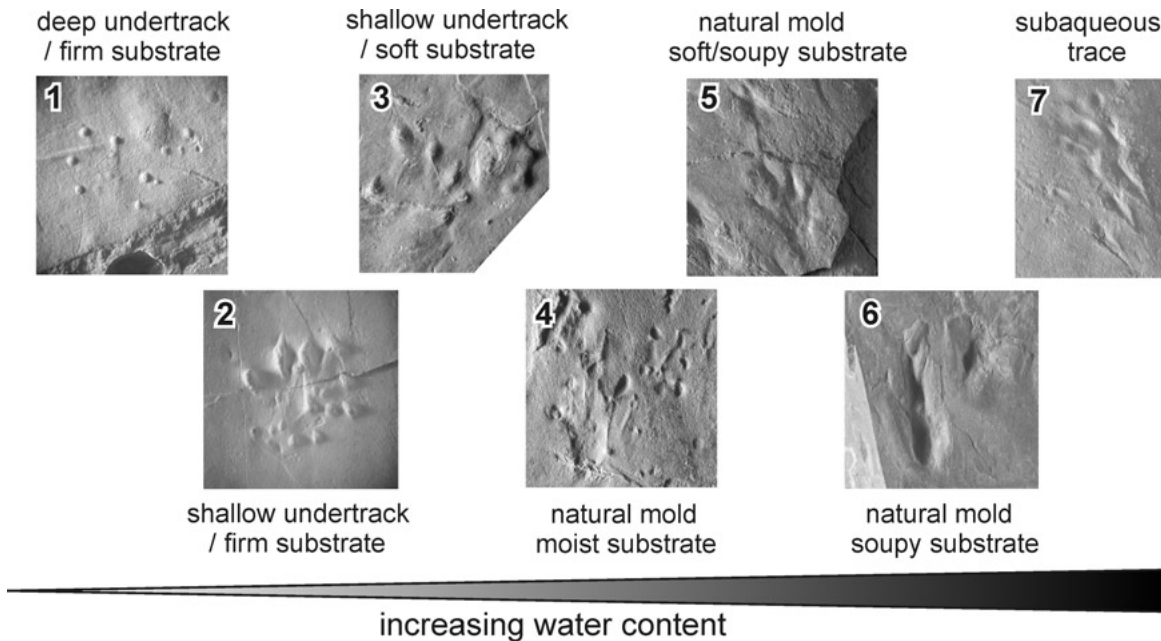 deep undertrack
/ firm substrate
1
shallow undertrack
/ soft substrate
3
natural mold
soft/soupy substrate
5
subaqueous
trace
7
2
shallow undertrack
/ firm substrate
4
natural mold
moist substrate
6
natural mold
soupy substrate
increasing water content